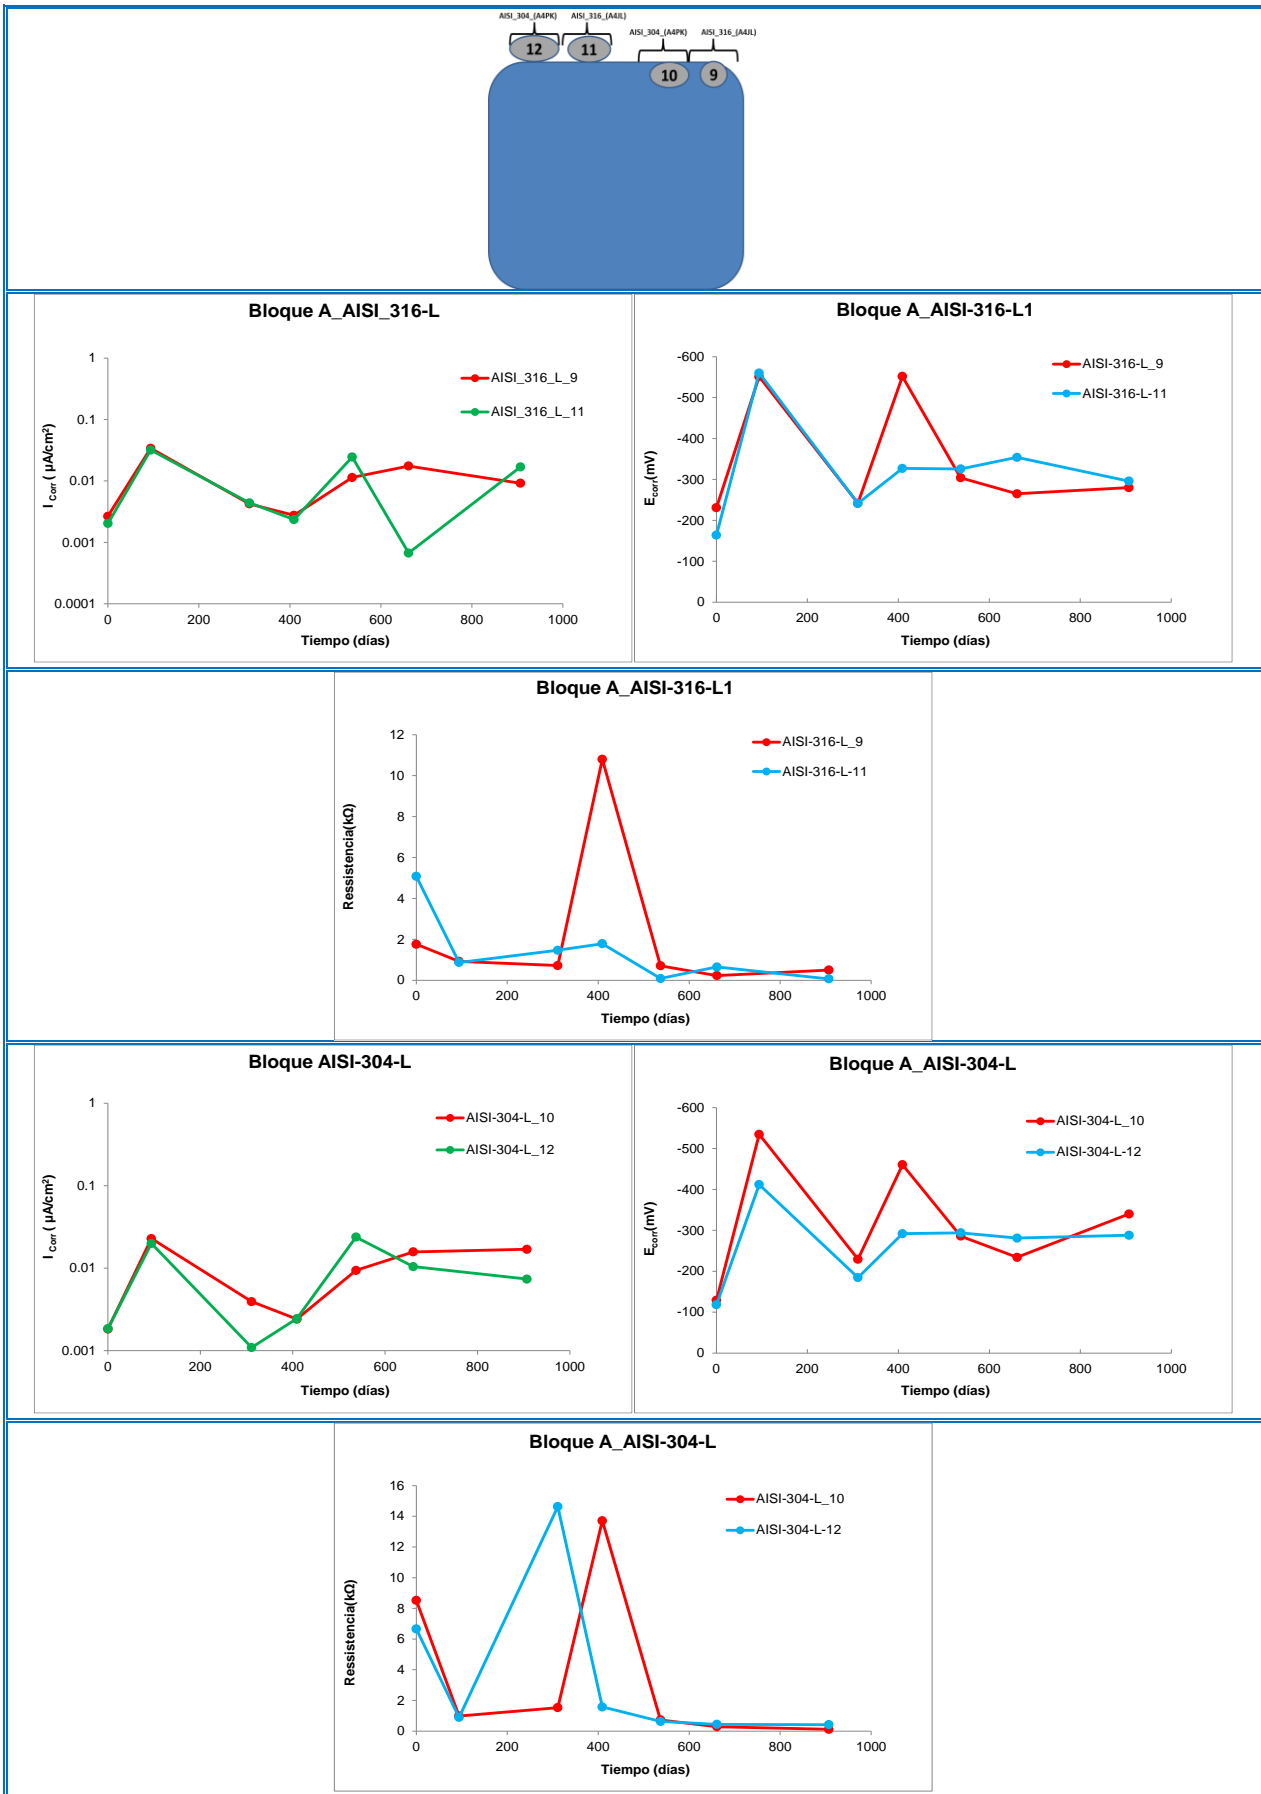 AISI_304_(A4PK) AISI_316_(A4JL)
12 11
AISI_304_(A4PK) AISI_316_(A4JL)
10 9
Bloque A_AISI_316-L
I Corr ( µA/cm²)
1
0.1
0.01
0.001
0.0001
0 200 400 600 800 1000
Tiempo (días)
AISI_316_L_9
AISI_316_L_11
Bloque A_AISI-316-L1
Ecorr(mV)
-600
-500
-400
-300
-200
-100
0
0 200 400 600 800 1000
Tiempo (días)
AISI-316-L_9
AISI-316-L-11
Bloque A_AISI-316-L1
Ressistencia(kΩ)
12
10
8
6
4
2
0
0 200 400 600 800 1000
Tiempo (días)
AISI-316-L_9
AISI-316-L-11
Bloque AISI-304-L
I Corr ( µA/cm²)
1
0.1
0.01
0.001
0 200 400 600 800 1000
Tiempo (días)
AISI-304-L_10
AISI-304-L_12
Bloque A_AISI-304-L
Ecorr(mV)
-600
-500
-400
-300
-200
-100
0
0 200 400 600 800 1000
Tiempo (días)
AISI-304-L_10
AISI-304-L-12
Bloque A_AISI-304-L
Ressistencia(kΩ)
16
14
12
10
8
6
4
2
0
0 200 400 600 800 1000
Tiempo (días)
AISI-304-L_10
AISI-304-L-12